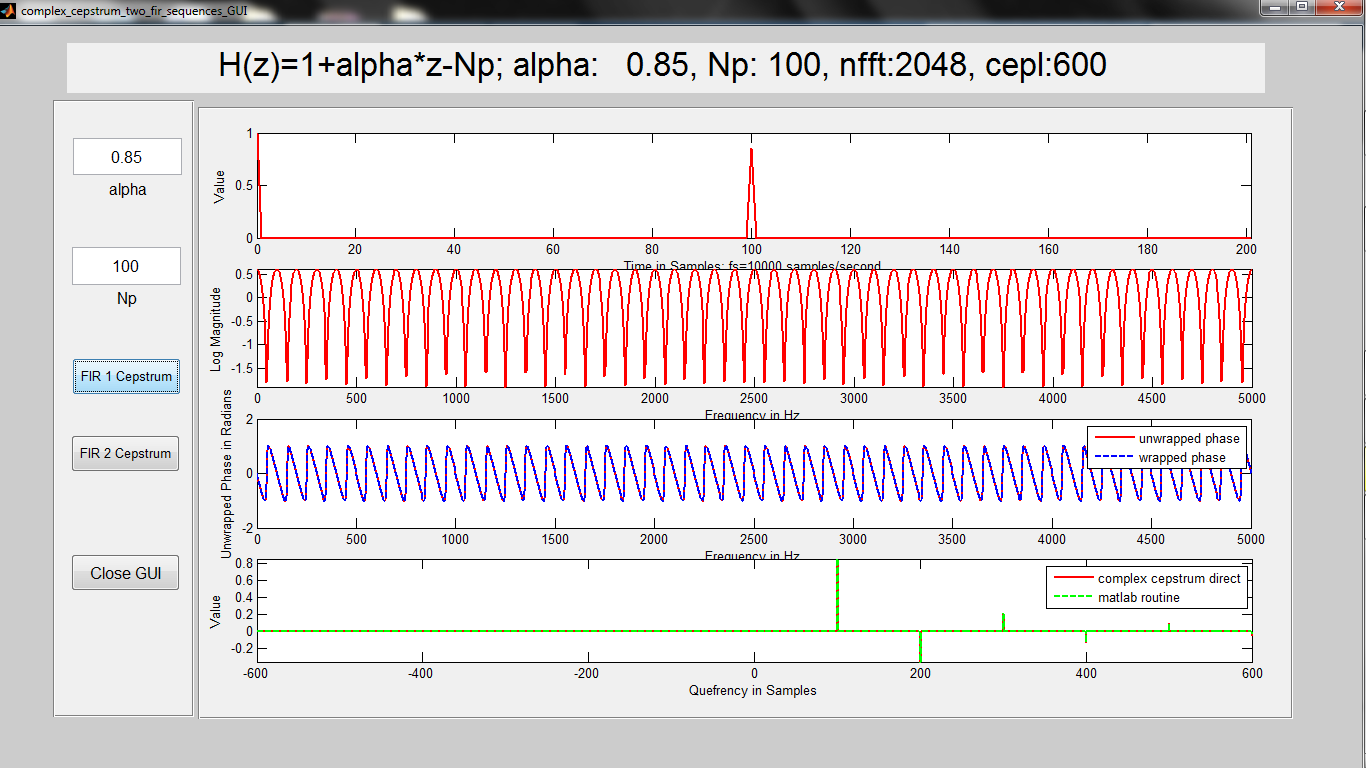 complex_cepstrum_two_fir_sequences_GUI
H(z)=1+alpha*z-Np; alpha: 0.85, Np: 100, nfft:2048, cepl:600
0.85
alpha
100
Np
FIR 1 Cepstrum
FIR 2 Cepstrum
Close GUI
1
0.5
0
Value
0 20 40 60 80 100 120 140 160 180 200
Time in Samples; fs=10000 samples/second
0.5
0
-0.5
-1
-1.5
Log Magnitude
0 500 1000 1500 2000 2500 3000 3500 4000 4500 5000
Frequency in Hz
2
0
-2
Unwrapped Phase in Radians
unwrapped phase
wrapped phase
0 500 1000 1500 2000 2500 3000 3500 4000 4500 5000
Frequency in Hz
0.8
0.6
0.4
0.2
0
-0.2
Value
complex cepstrum direct
matlab routine
-600 -400 -200 0 200 400 600
Quefrency in Samples